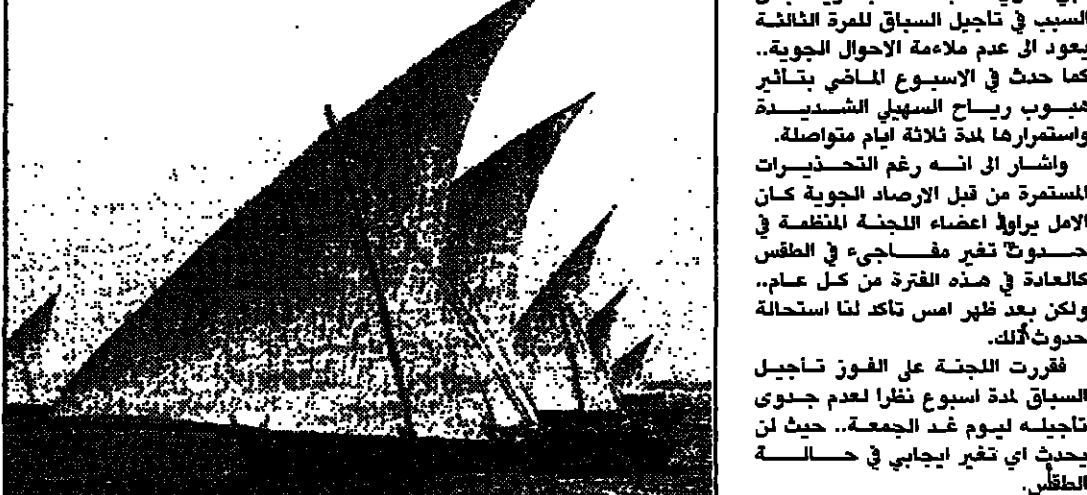 السبب في تاجيل السباق للمرة الثالثة
يعود الى عدم ملاءمة الاحوال الجوية..
كما حدث في الاسبوع الماضي بتأثير
هبوب رياح السهيلي الشديدة
واستمرارها لمدة ثلاثة ايام متواصلة.
واشار الى انه رغم التحذيرات
المستمرة من قبل الارصاد الجوية كان
الامل يراود اعضاء اللجنة المنظمة في
حدوث تغير مفاجىء في الطقس
كالعادة في هذه الفترة من كل عام..
ولكن بعد ظهر امس تأكد لنا استحالة
حدوث ذلك.
فقررت اللجنة على الفوز تأجيل
السباق لمدة اسبوع نظرا لعدم جدوى
تأجيله ليوم غد الجمعة.. حيث لن
يحدث اي تغير ايجابي في حالة
الطقس.